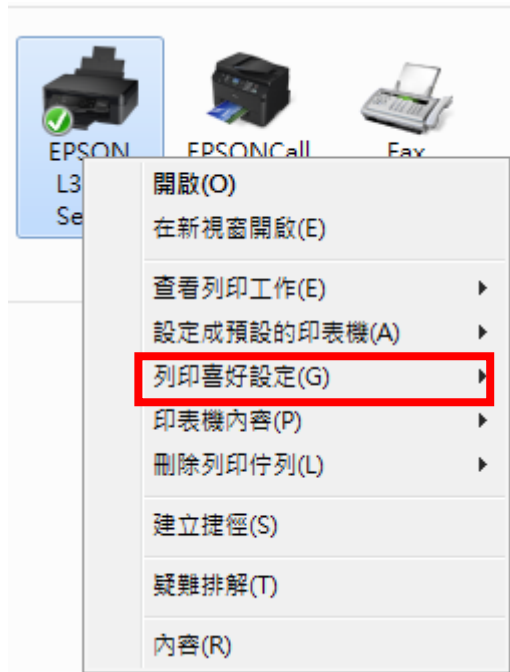 EPSON
L3
Se
EPSONCall
Fax
開啟(O)
在新視窗開啟(E)
查看列印工作(E)
設定成預設的印表機(A)
列印喜好設定(G)
印表機內容(P)
刪除列印佇列(L)
建立捷徑(S)
疑難排解(T)
內容(R)